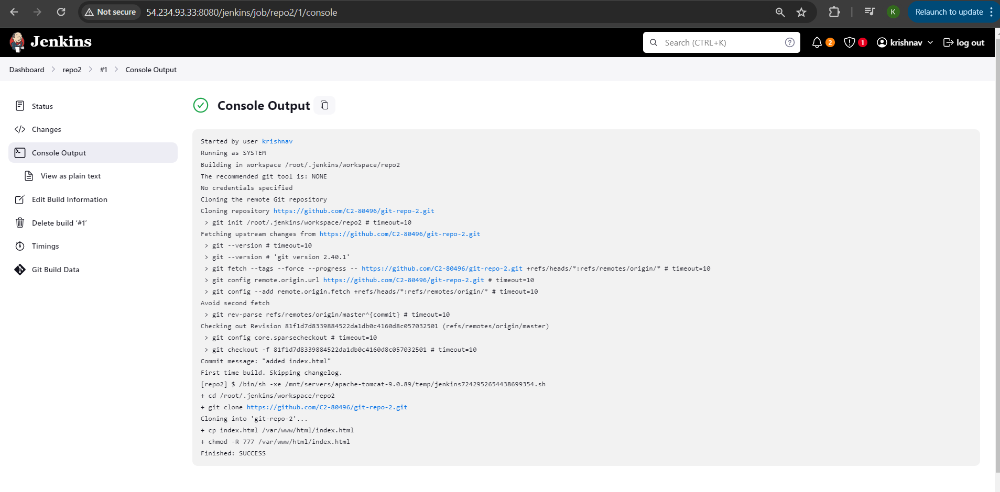 Not secure 54.234.93.33:8080/jenkins/job/repo2/1/console K Relaunch to update
Jenkins Search (CTRL+K) 2 1 krishnav log out
Dashboard repo2 #1 Console Output
Status
Changes
Console Output
View as plain text
Edit Build Information
Delete build ‘#1’
Timings
Git Build Data
Console Output
Started by user krishnav
Running as SYSTEM
Building in workspace /root/.jenkins/workspace/repo2
The recommended git tool is: NONE
No credentials specified
Cloning the remote Git repository
Cloning repository https://github.com/C2-80496/git-repo-2.git
> git init /root/.jenkins/workspace/repo2 # timeout=10
Fetching upstream changes from https://github.com/C2-80496/git-repo-2.git
> git --version # timeout=10
> git --version # 'git version 2.40.1'
> git fetch --tags --force --progress -- https://github.com/C2-80496/git-repo-2.git +refs/heads/*:refs/remotes/origin/* # timeout=10
> git config remote.origin.url https://github.com/C2-80496/git-repo-2.git # timeout=10
> git config --add remote.origin.fetch +refs/heads/*:refs/remotes/origin/* # timeout=10
Avoid second fetch
> git rev-parse refs/remotes/origin/master^{commit} # timeout=10
Checking out Revision 81f1d7d8339884522da1db0c4160d8c057032501 (refs/remotes/origin/master)
> git config core.sparsecheckout # timeout=10
> git checkout -f 81f1d7d8339884522da1db0c4160d8c057032501 # timeout=10
Commit message: "added index.html"
First time build. Skipping changelog.
[repo2] $ /bin/sh -xe /mnt/servers/apache-tomcat-9.0.89/temp/jenkins7242952654438699354.sh
+ cd /root/.jenkins/workspace/repo2
+ git clone https://github.com/C2-80496/git-repo-2.git
Cloning into 'git-repo-2'...
+ cp index.html /var/www/html/index.html
+ chmod -R 777 /var/www/html/index.html
Finished: SUCCESS